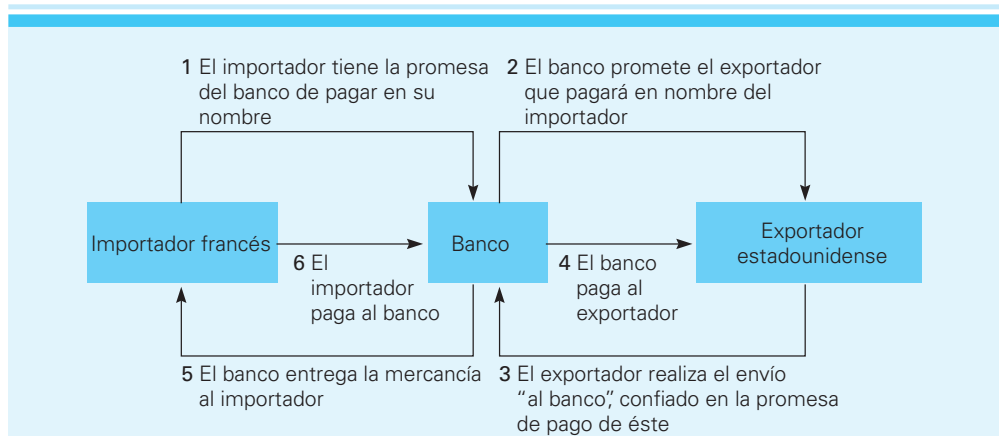 1 El importador tiene la promesa
del banco de pagar en su
nombre
2 El banco promete el exportador
que pagará en nombre del
importador
Importador francés
Banco
Exportador
estadounidense
6 El
importador
paga al banco
4 El banco
paga al
exportador
5 El banco entrega la mercancía
al importador
3 El exportador realiza el envío
“al banco”, confiado en la promesa
de pago de éste